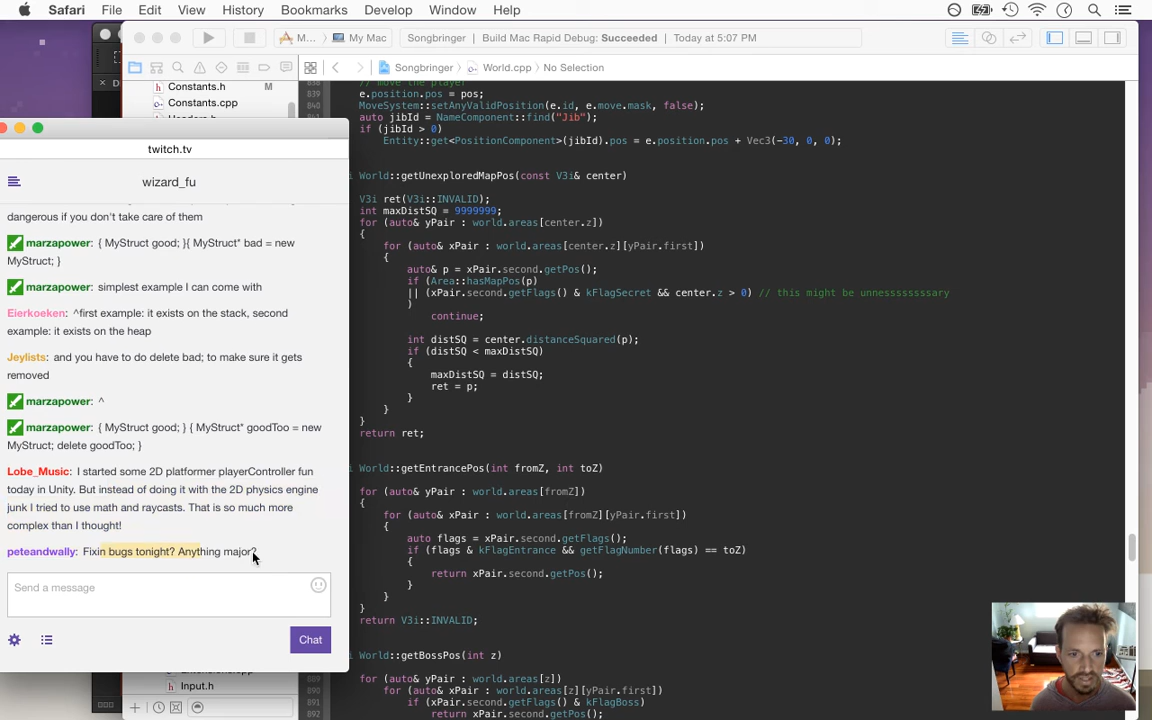 Safari File Edit View History Bookmarks Develop Window Help
M... My Mac Songbringer | Build Mac Rapid Debug: Succeeded | Today at 5:07 PM
Songbringer World.cpp No Selection
Constants.h M
Constants.cpp
twitch.tv
wizard_fu
dangerous if you don't take care of them
marzapower: { MyStruct good; }{ MyStruct* bad = new
MyStruct; }
marzapower: simplest example I can come with
Eierkoeken: ^first example: it exists on the stack, second
example: it exists on the heap
Jeylists: and you have to do delete bad; to make sure it gets
removed
marzapower: ^
marzapower: { MyStruct good; } { MyStruct* goodToo = new
MyStruct; delete goodToo; }
Lobe_Music: I started some 2D platformer playerController fun
today in Unity. But instead of doing it with the 2D physics engine
junk I tried to use math and raycasts. That is so much more
complex than I thought!
peteandwally: Fixin bugs tonight? Anything major?
Send a message
Chat
Input.h
// move the player
839 e.position.pos = pos;
840 MoveSystem::setAnyValidPosition(e.id, e.move.mask, false);
auto jibId = NameComponent::find("Jib");
if (jibId > 0)
Entity::get<PositionComponent>(jibId).pos = e.position.pos + Vec3(-30, 0, 0);
i World::getUnexploredMapPos(const V3i& center)
V3i ret(V3i::INVALID);
int maxDistSQ = 9999999;
for (auto& yPair : world.areas[center.z])
{
for (auto& xPair : world.areas[center.z][yPair.first])
{
auto& p = xPair.second.getPos();
if (Area::hasMapPos(p)
|| (xPair.second.getFlags() & kFlagSecret && center.z > 0) // this might be unnessssssssary
)
continue;
int distSQ = center.distanceSquared(p);
if (distSQ < maxDistSQ)
{
maxDistSQ = distSQ;
ret = p;
}
}
}
return ret;
i World::getEntrancePos(int fromZ, int toZ)
for (auto& yPair : world.areas[fromZ])
{
for (auto& xPair : world.areas[fromZ][yPair.first])
{
auto flags = xPair.second.getFlags();
if (flags & kFlagEntrance && getFlagNumber(flags) == toZ)
{
return xPair.second.getPos();
}
}
}
return V3i::INVALID;
i World::getBossPos(int z)
for (auto& yPair : world.areas[z])
890 for (auto& xPair : world.areas[z][yPair.first])
891 if (xPair.second.getFlags() & kFlagBoss)
892 return xPair.second.getPos();